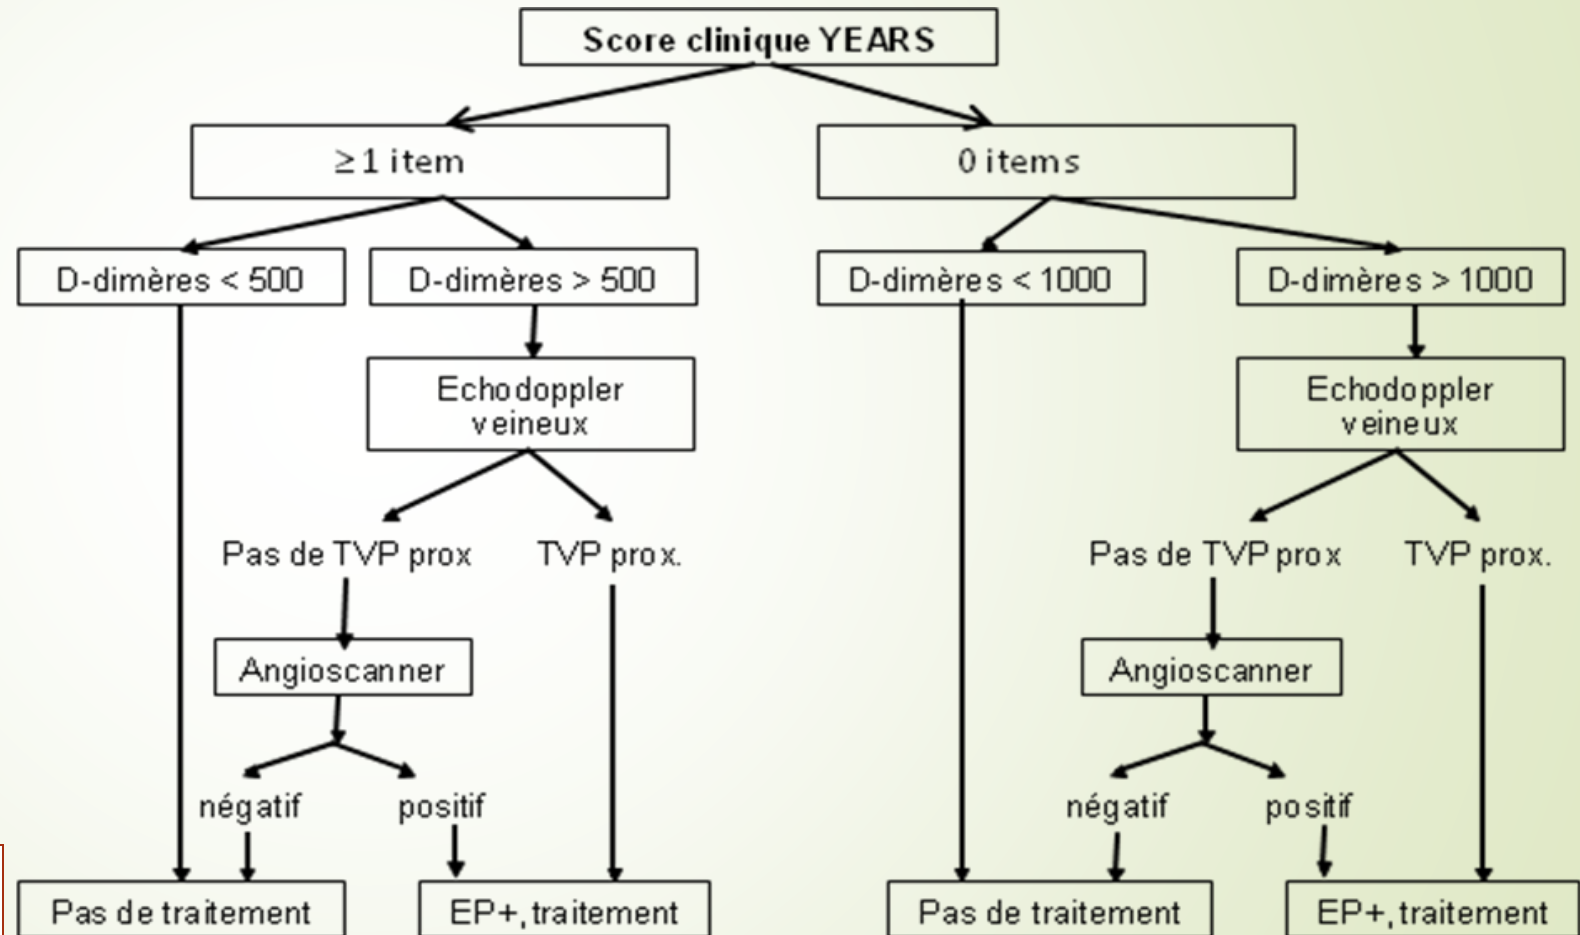 Score clinique YEARS
≥ 1 item
0 items
D-dimères < 500
D-dimères > 500
D-dimères < 1000
D-dimères > 1000
Echodoppler
veineux
Echodoppler
veineux
Pas de TVP prox
TVP prox.
Pas de TVP prox
TVP prox.
Angioscanner
Angioscanner
négatif
positif
négatif
positif
Pas de traitement
EP+, traitement
Pas de traitement
EP+, traitement